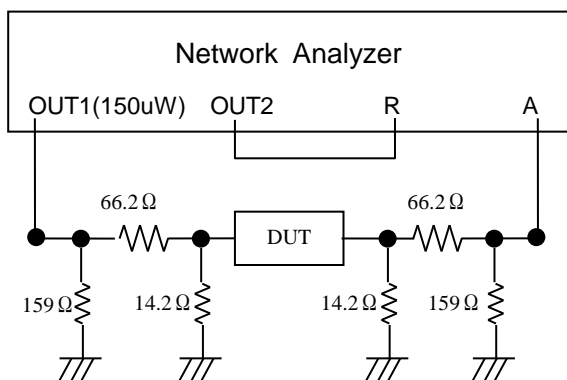 Network Analyzer
OUT1(150uW) OUT2 R A
66.2Ω 66.2Ω
DUT
159Ω 14.2Ω 14.2Ω 159Ω